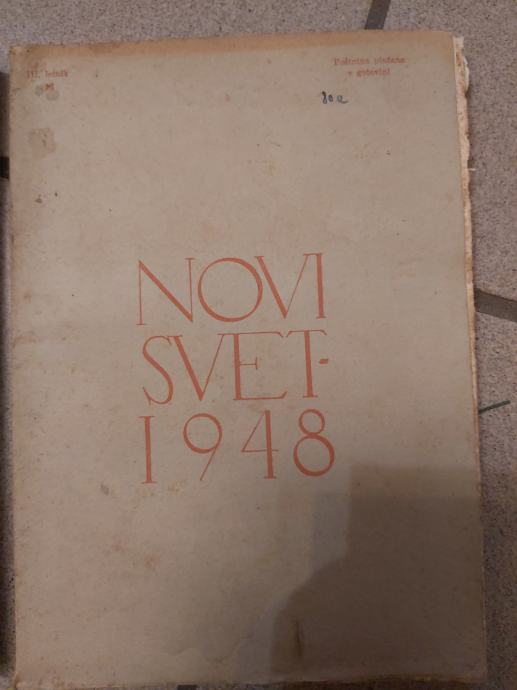 III. letnik
Poštnina plačana
v gotovini
NOVI
SVET-
1948